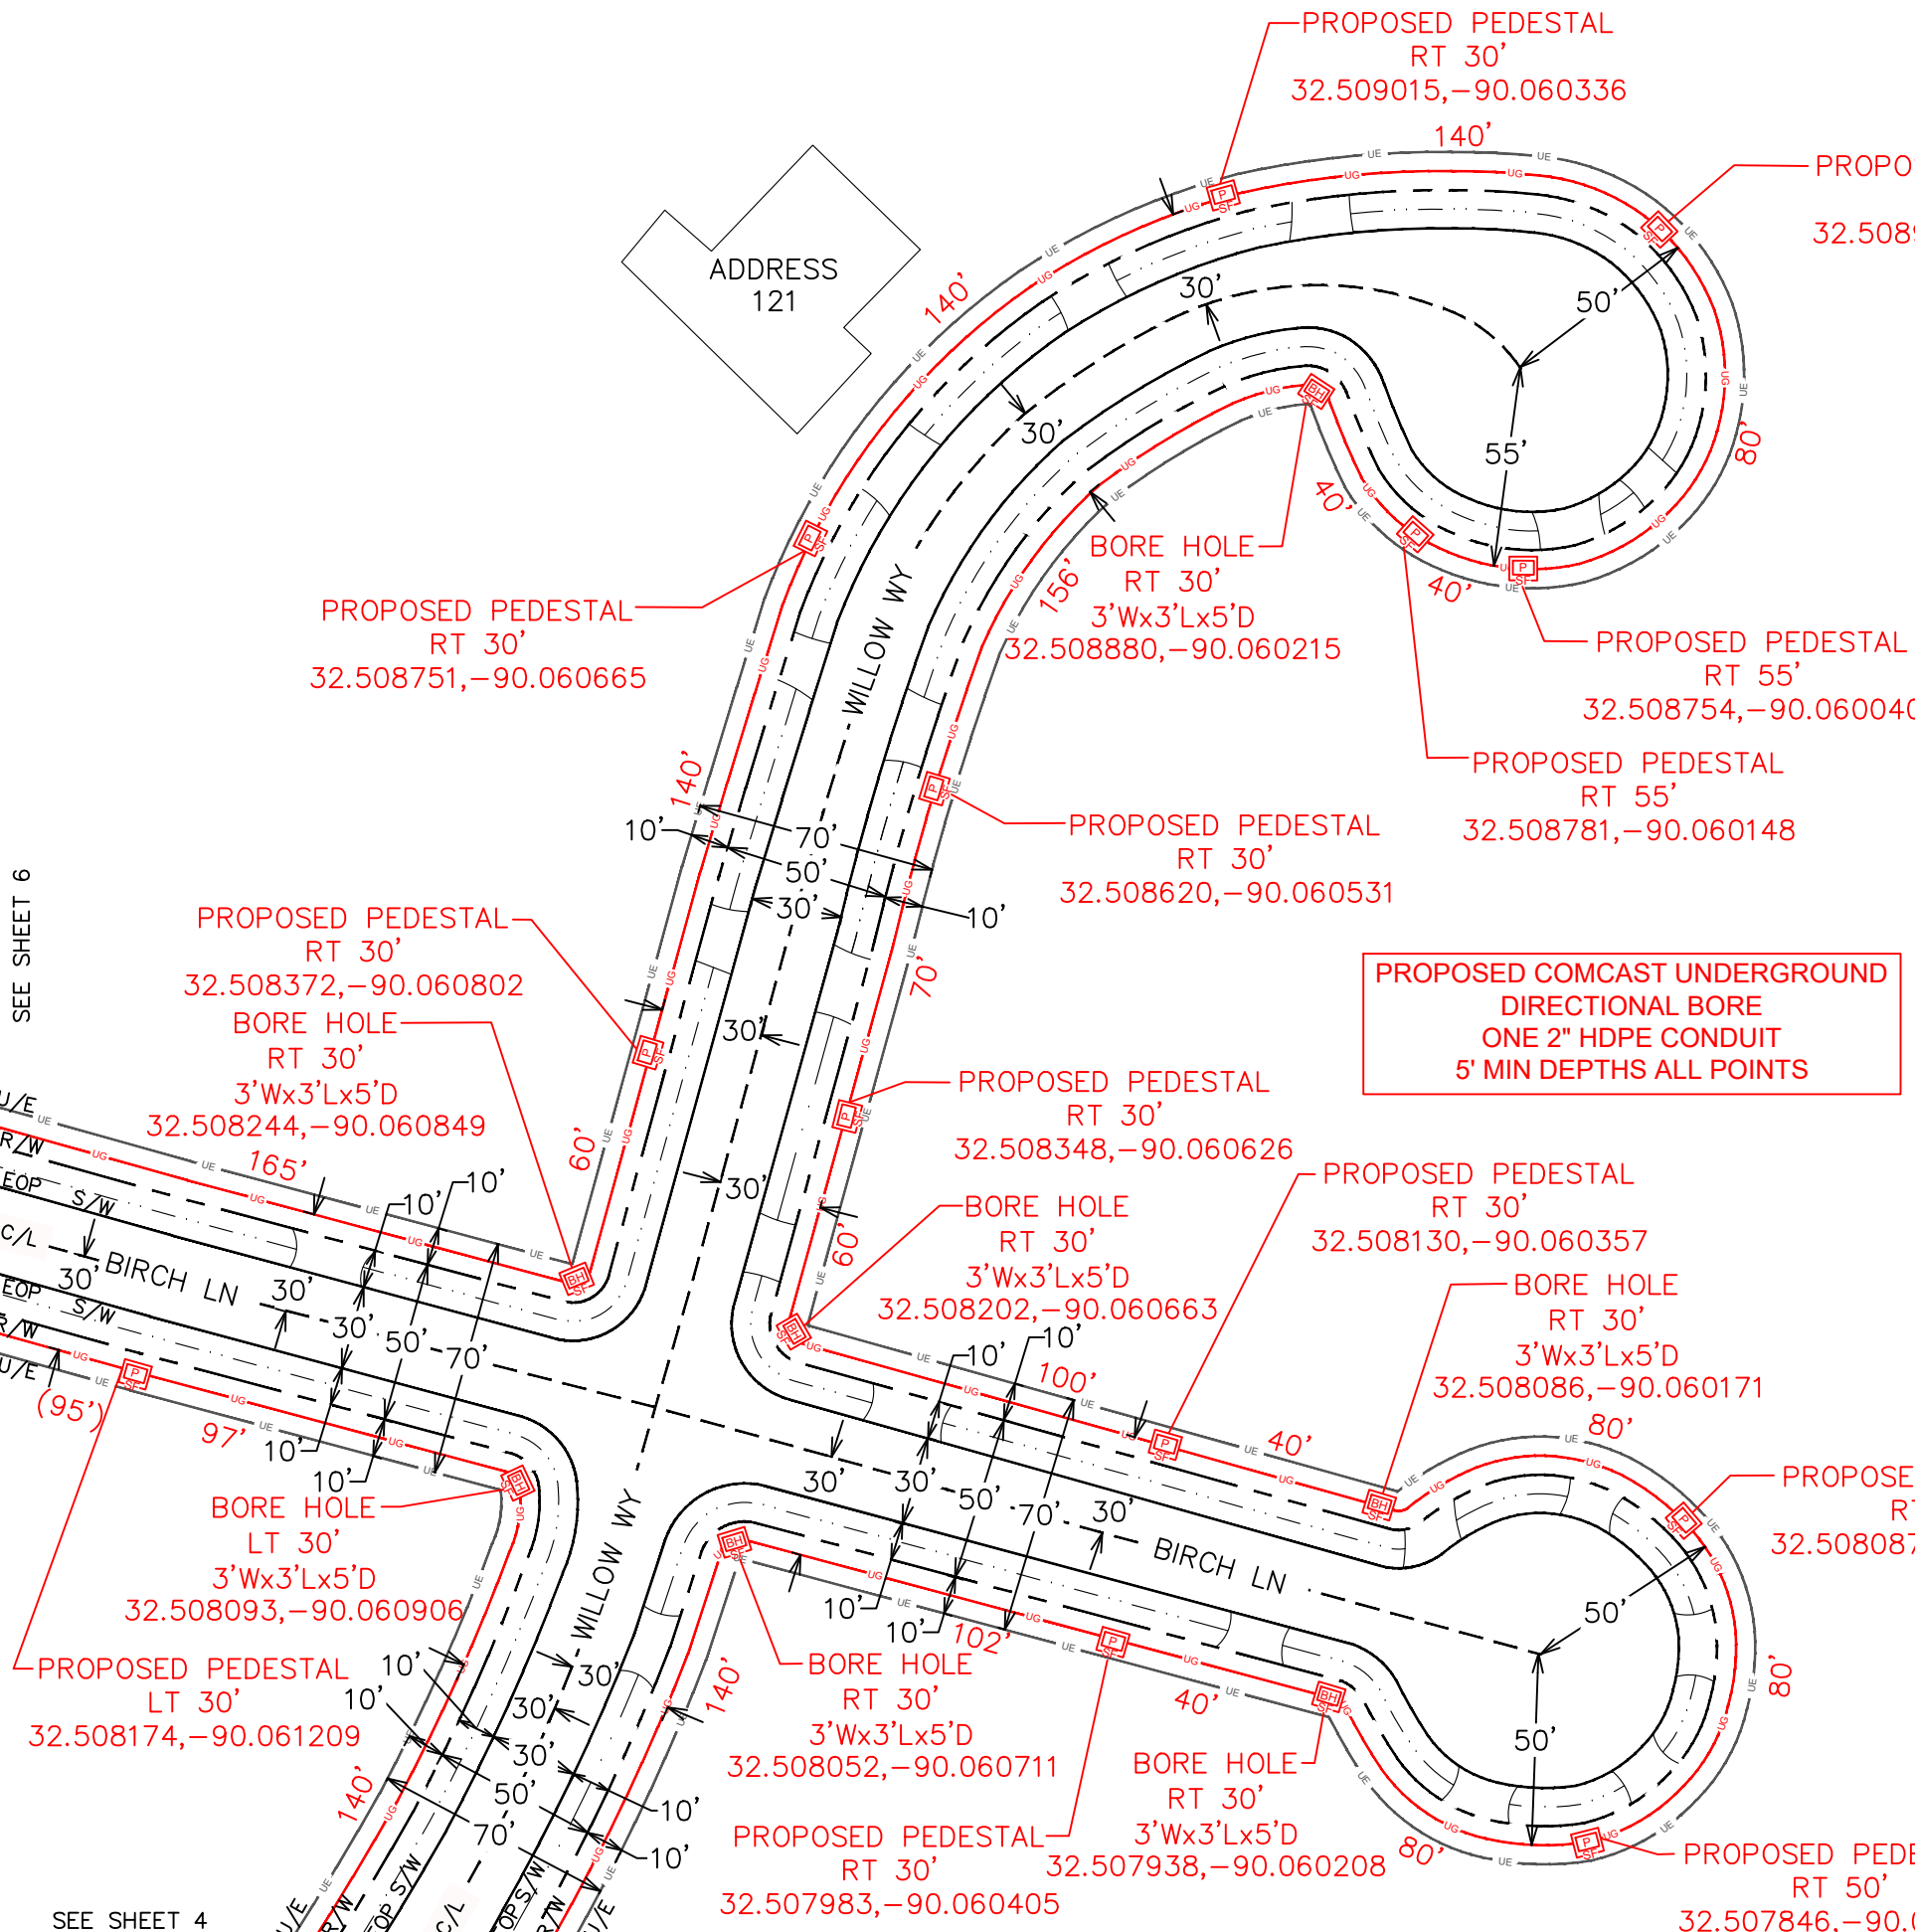 PROPOSED PEDESTAL
RT 30'
32.509015,-90.060336
140'
PROPO
32.508
50'
ADDRESS
121
140'
30'
30'
55'
80'
40'
40'
BORE HOLE
RT 30'
3'Wx3'Lx5'D
32.508880,-90.060215
156'
WILLOW WY
PROPOSED PEDESTAL
RT 30'
32.508751,-90.060665
PROPOSED PEDESTAL
RT 55'
32.508754,-90.060040
PROPOSED PEDESTAL
RT 55'
32.508781,-90.060148
140'
10'
70'
50'
30'
10'
PROPOSED PEDESTAL
RT 30'
32.508620,-90.060531
SEE SHEET 6
PROPOSED PEDESTAL
RT 30'
32.508372,-90.060802
BORE HOLE
RT 30'
3'Wx3'Lx5'D
32.508244,-90.060849
70'
30'
30'
60'
PROPOSED COMCAST UNDERGROUND
DIRECTIONAL BORE
ONE 2" HDPE CONDUIT
5' MIN DEPTHS ALL POINTS
PROPOSED PEDESTAL
RT 30'
32.508348,-90.060626
PROPOSED PEDESTAL
RT 30'
32.508130,-90.060357
BORE HOLE
RT 30'
3'Wx3'Lx5'D
32.508202,-90.060663
60'
BORE HOLE
RT 30'
3'Wx3'Lx5'D
32.508086,-90.060171
U/E
R/W
EOP S/W
C/L
BIRCH LN
EOP S/W
R/W
U/E
165'
10'
10'
30'
30'
30'
50'
70'
10'
10'
(95')
97'
10'
10'
100'
40'
80'
30'
30'
50'
70'
30'
BIRCH LN
PROPOSE
R
32.508087
50'
50'
80'
80'
BORE HOLE
LT 30'
3'Wx3'Lx5'D
32.508093,-90.060906
PROPOSED PEDESTAL
LT 30'
32.508174,-90.061209
WILLOW WY
10'
10'
102'
40'
140'
10'
10'
30'
30'
30'
50'
70'
10'
10'
140'
BORE HOLE
RT 30'
3'Wx3'Lx5'D
32.508052,-90.060711
BORE HOLE
RT 30'
3'Wx3'Lx5'D
32.507938,-90.060208
PROPOSED PEDESTAL
RT 30'
32.507983,-90.060405
PROPOSED PEDE
RT 50'
32.507846,-90.
SEE SHEET 4
U/E
R/W
EOP S/W
C/L
EOP S/W
R/W
U/E